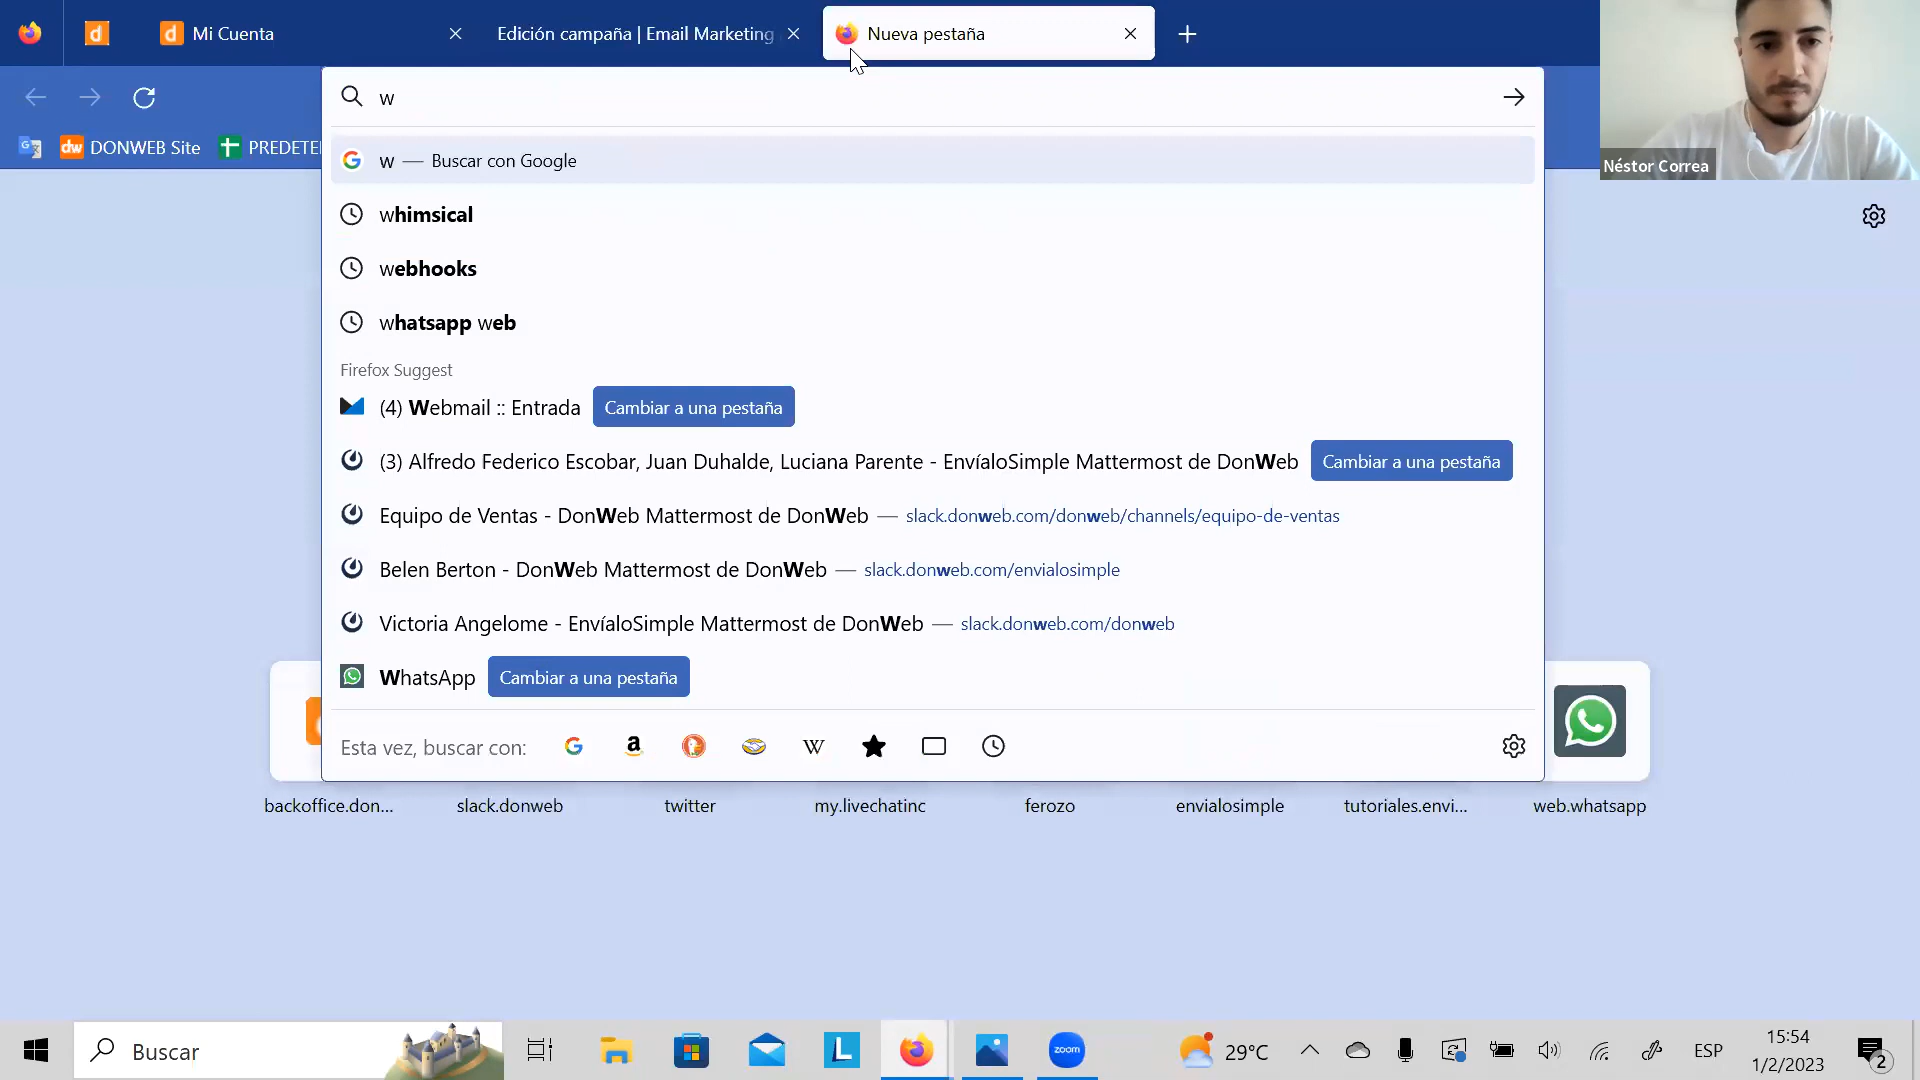 Mi Cuenta
Edición campaña | Email Marketing
Nueva pestaña
w
DONWEB Site
PREDETE
Néstor Correa
w — Buscar con Google
whimsical
webhooks
whatsapp web
Firefox Suggest
(4) Webmail :: Entrada Cambiar a una pestaña
(3) Alfredo Federico Escobar, Juan Duhalde, Luciana Parente - EnvíaloSimple Mattermost de DonWeb Cambiar a una pestaña
Equipo de Ventas - DonWeb Mattermost de DonWeb — slack.donweb.com/donweb/channels/equipo-de-ventas
Belen Berton - DonWeb Mattermost de DonWeb — slack.donweb.com/envialosimple
Victoria Angelome - EnvíaloSimple Mattermost de DonWeb — slack.donweb.com/donweb
WhatsApp Cambiar a una pestaña
Esta vez, buscar con:
backoffice.don... slack.donweb twitter my.livechatinc ferozo envialosimple tutoriales.envi... web.whatsapp
Buscar
zoom
29°C
ESP
15:54
1/2/2023
2